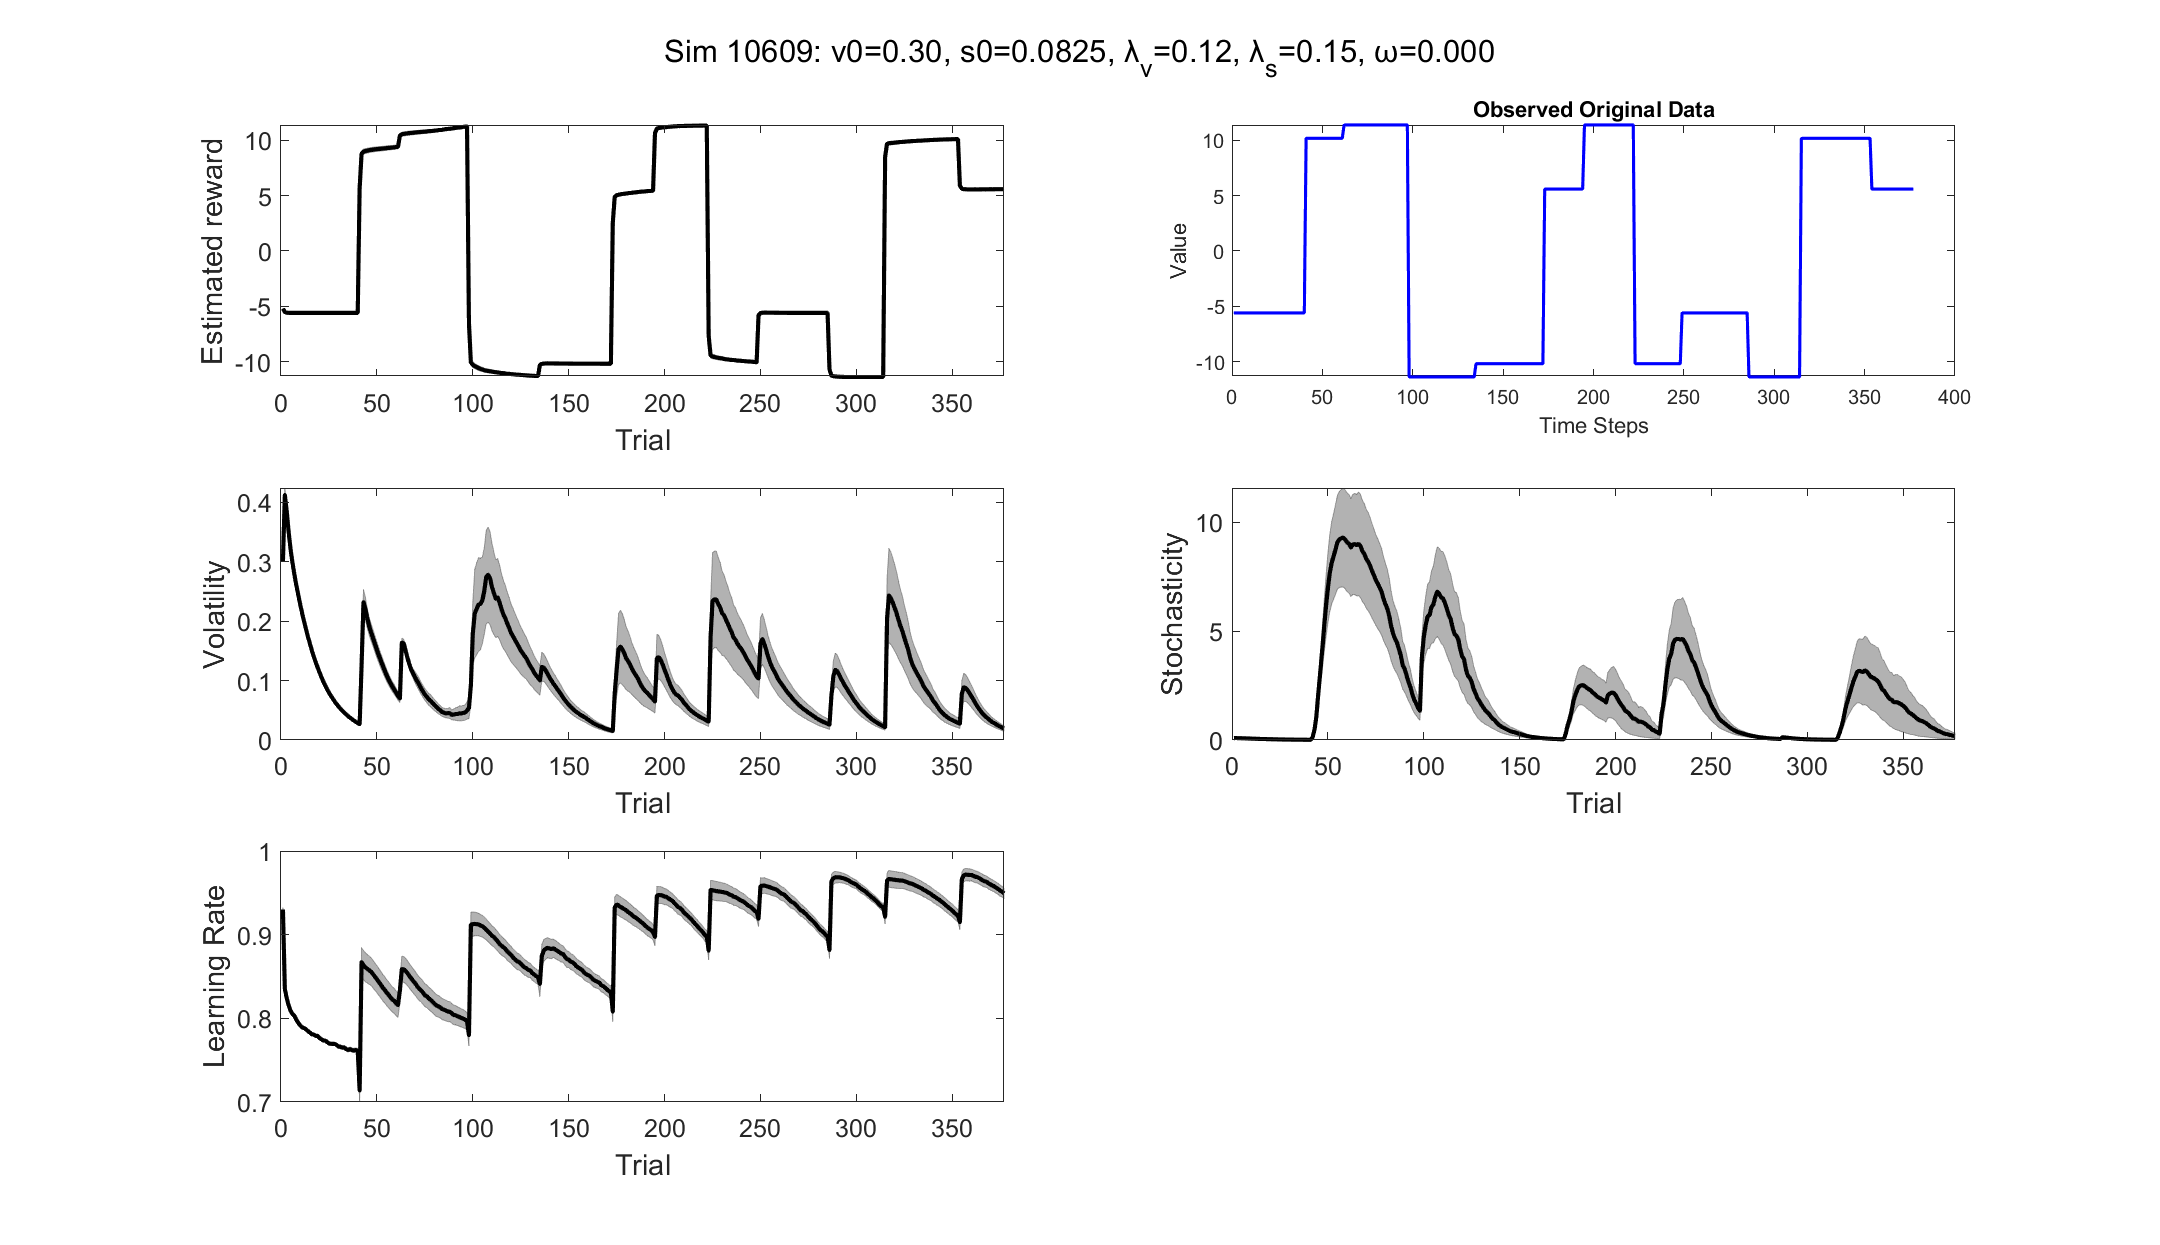 Sim 10609: v0=0.30, s0=0.0825, λv=0.12, λs=0.15, ω=0.000
Estimated reward
10
5
0
-5
-10
0 50 100 150 200 250 300 350
Trial
Observed Original Data
Value
10
5
0
-5
-10
0 50 100 150 200 250 300 350 400
Time Steps
Volatility
0.4
0.3
0.2
0.1
0
0 50 100 150 200 250 300 350
Trial
Stochasticity
10
5
0
0 50 100 150 200 250 300 350
Trial
Learning Rate
1
0.9
0.8
0.7
0 50 100 150 200 250 300 350
Trial